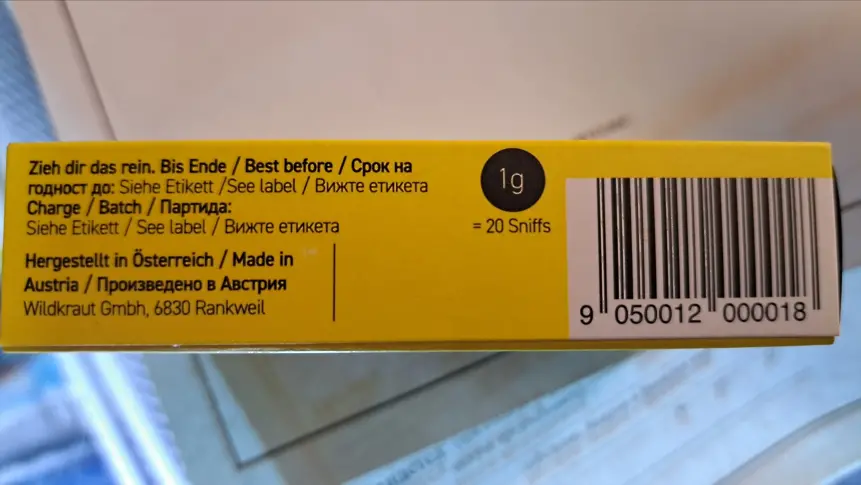 Zieh dir das rein. Bis Ende / Best before / Срок на
годност до: Siehe Etikett /See label / Вижте етикета
Charge / Batch / Партида:
Siehe Etikett / See label / Вижте етикета
Hergestellt in Österreich / Made in
Austria / Произведено в Австрия
Wildkraut Gmbh, 6830 Rankweil
1g
= 20 Sniffs
9 050012 000018